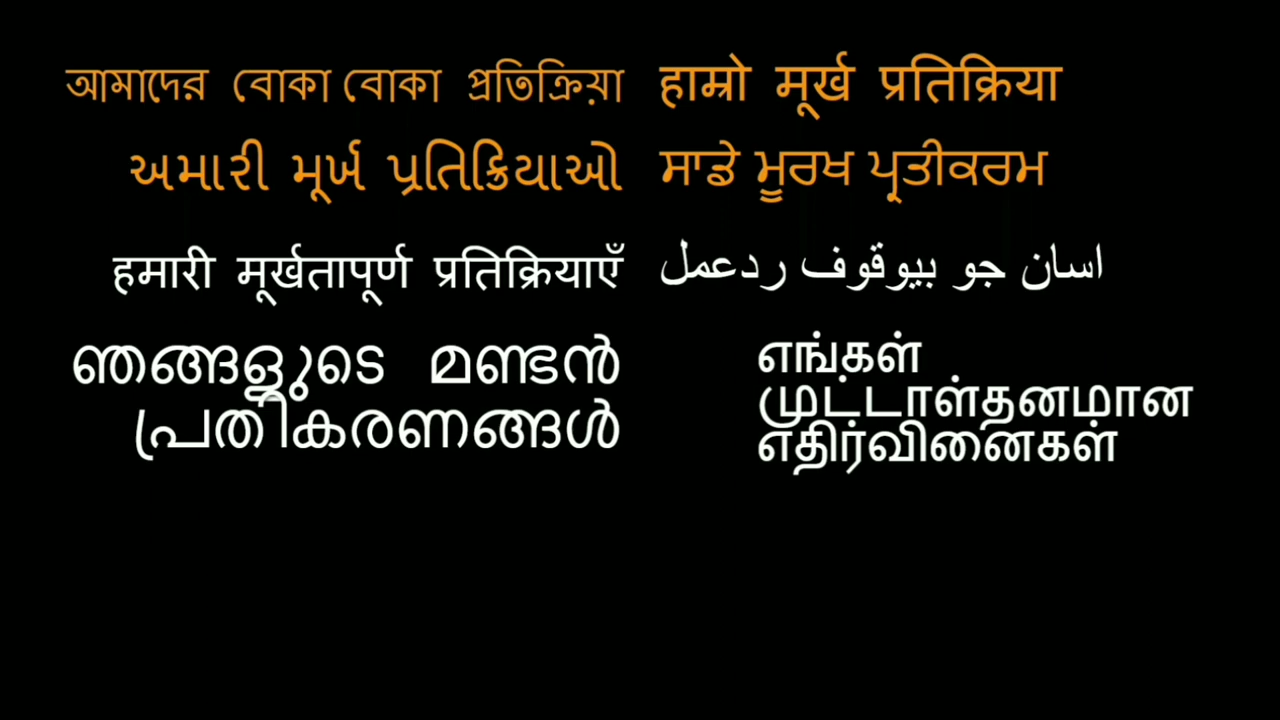 আমাদের বোকা বোকা প্রতিক্রিয়া
हाम्रो मूर्ख प्रतिक्रिया
અમારી મૂર્ખ પ્રતિક્રિયાઓ
ਸਾਡੇ ਮੂਰਖ ਪ੍ਰਤੀਕਰਮ
हमारी मूर्खतापूर्ण प्रतिक्रियाएँ
اسان جو بيوقوف ردعمل
ഞങ്ങളുടെ മണ്ടൻ
പ്രതികരണങ്ങൾ
எங்கள்
முட்டாள்தனமான
எதிர்வினைகள்